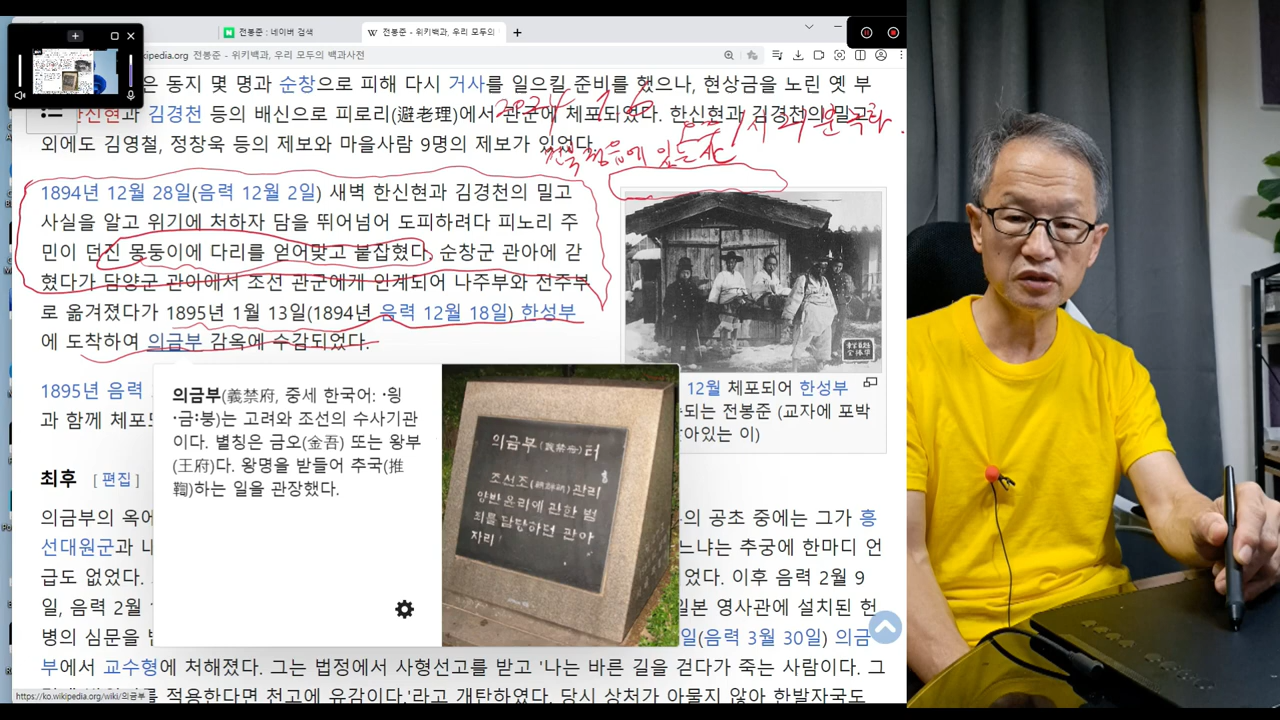 전봉준 : 네이버 검색
전봉준 - 위키백과, 우리 모두의
pedia.org 전봉준 - 위키백과, 우리 모두의 백과사전
은 동지 몇 명과 순창으로 피해 다시 거사를 일으킬 준비를 했으나, 현상금을 노린 옛 부
한신현과 김경천 등의 배신으로 피로리(避老理)에서 관군에 체포되었다. 한신현과 김경천의 밀고
외에도 김영철, 정창욱 등의 제보와 마을사람 9명의 제보가 있었다.
1894년 12월 28일(음력 12월 2일) 새벽 한신현과 김경천의 밀고
사실을 알고 위기에 처하자 담을 뛰어넘어 도피하려다 피노리 주
민이 던진 몽둥이에 다리를 얻어맞고 붙잡혔다. 순창군 관아에 갇
혔다가 담양군 관아에서 조선 관군에게 인계되어 나주부와 전주부
로 옮겨졌다가 1895년 1월 13일(1894년 음력 12월 18일) 한성부
에 도착하여 의금부 감옥에 수감되었다.
12월 체포되어 한성부
되는 전봉준 (교자에 포박
앉아있는 이)
1895년 음력
과 함께 체포
의금부(義禁府, 중세 한국어: ·읭
·금:붕)는 고려와 조선의 수사기관
이다. 별칭은 금오(金吾) 또는 왕부
(王府)다. 왕명을 받들어 추국(推
鞫)하는 일을 관장했다.
의금부(義禁府)터
조선조(朝鮮朝) 관리
양반 윤리에 관한 범
죄를 담당하던 관아
자리
최후 [편집]
의금부의 옥에
의 공초 중에는 그가 흥
선대원군과 내
느냐는 추궁에 한마디 언
급도 없었다.
었다. 이후 음력 2월 9
일, 음력 2월
일본 영사관에 설치된 헌
병의 심문을 받
일(음력 3월 30일) 의금
부에서 교수형에 처해졌다. 그는 법정에서 사형선고를 받고 '나는 바른 길을 걷다가 죽는 사람이다. 그
를 적용한다면 천고에 유감이다.'라고 개탄하였다. 당시 상처가 아물지 않아 한발자국도
https://ko.wikipedia.org/wiki/의금부